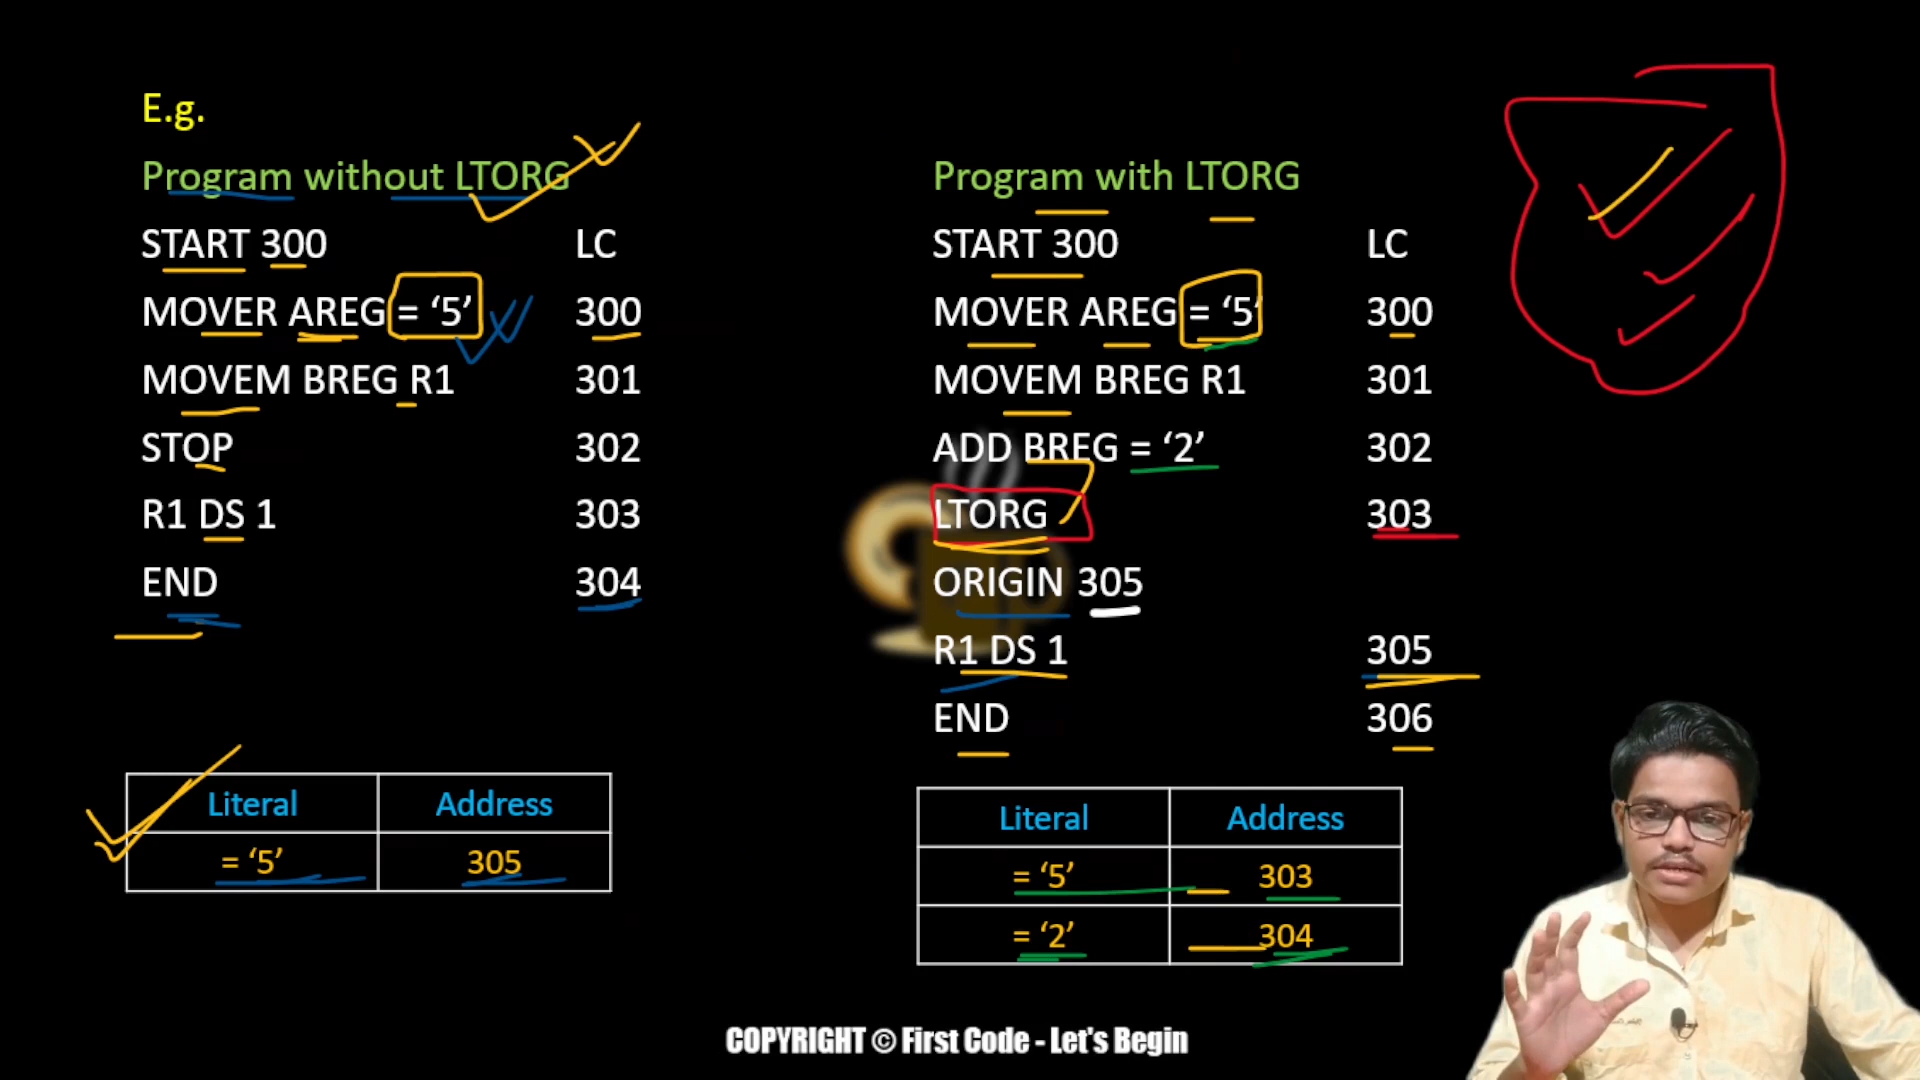 E.g.
Program without LTORG
START 300 LC
MOVER AREG = ‘5’ 300
MOVEM BREG R1 301
STOP 302
R1 DS 1 303
END 304
Literal Address
= ‘5’ 305
Program with LTORG
START 300 LC
MOVER AREG = ‘5’ 300
MOVEM BREG R1 301
ADD BREG = ‘2’ 302
LTORG 303
ORIGIN 305
R1 DS 1 305
END 306
Literal Address
= ‘5’ 303
= ‘2’ 304
COPYRIGHT © First Code - Let's Begin